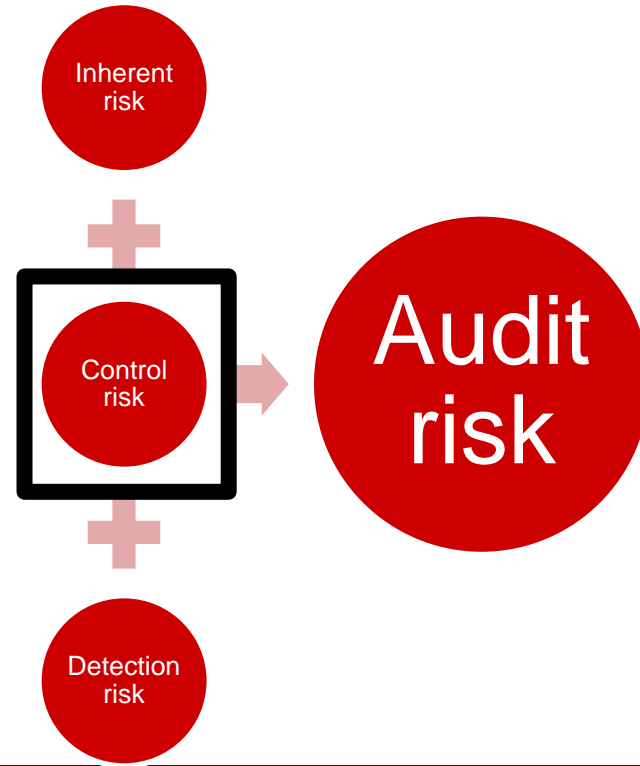 Inherent
risk
Control
risk
Audit
risk
Detection
risk